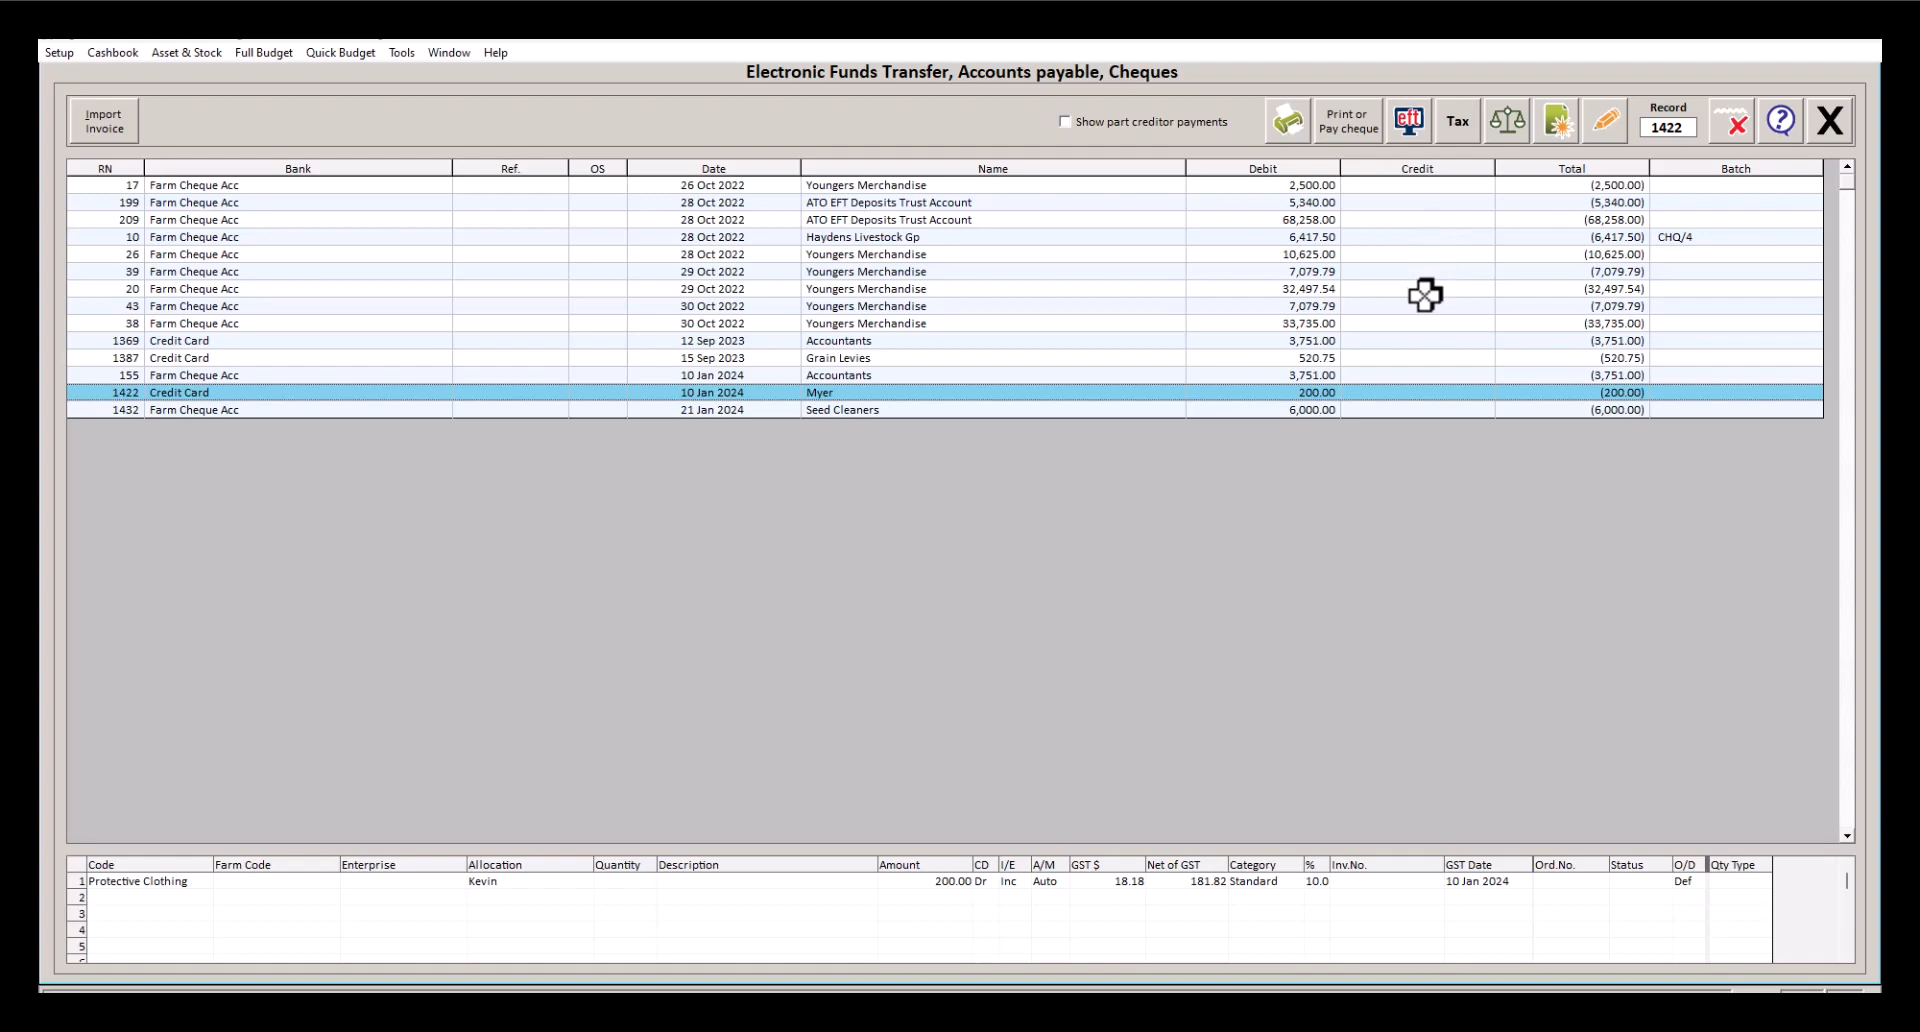 Setup Cashbook Asset & Stock Full Budget Quick Budget Tools Window Help
Electronic Funds Transfer, Accounts payable, Cheques
Import Invoice
Show part creditor payments
Print or Pay cheque
eft
Tax
Record
1422
RN Bank Ref. OS Date Name Debit Credit Total Batch
17 Farm Cheque Acc 26 Oct 2022 Youngers Merchandise 2,500.00 (2,500.00)
199 Farm Cheque Acc 28 Oct 2022 ATO EFT Deposits Trust Account 5,340.00 (5,340.00)
209 Farm Cheque Acc 28 Oct 2022 ATO EFT Deposits Trust Account 68,258.00 (68,258.00)
10 Farm Cheque Acc 28 Oct 2022 Haydens Livestock Gp 6,417.50 (6,417.50) CHQ/4
26 Farm Cheque Acc 28 Oct 2022 Youngers Merchandise 10,625.00 (10,625.00)
39 Farm Cheque Acc 29 Oct 2022 Youngers Merchandise 7,079.79 (7,079.79)
20 Farm Cheque Acc 29 Oct 2022 Youngers Merchandise 32,497.54 (32,497.54)
43 Farm Cheque Acc 30 Oct 2022 Youngers Merchandise 7,079.79 (7,079.79)
38 Farm Cheque Acc 30 Oct 2022 Youngers Merchandise 33,735.00 (33,735.00)
1369 Credit Card 12 Sep 2023 Accountants 3,751.00 (3,751.00)
1387 Credit Card 15 Sep 2023 Grain Levies 520.75 (520.75)
155 Farm Cheque Acc 10 Jan 2024 Accountants 3,751.00 (3,751.00)
1422 Credit Card 10 Jan 2024 Myer 200.00 (200.00)
1432 Farm Cheque Acc 21 Jan 2024 Seed Cleaners 6,000.00 (6,000.00)
Code Farm Code Enterprise Allocation Quantity Description Amount CD I/E A/M GST $ Net of GST Category % Inv.No. GST Date Ord.No. Status O/D Qty Type
1 Protective Clothing Kevin 200.00 Dr Inc Auto 18.18 181.82 Standard 10.0 10 Jan 2024 Def
2
3
4
5